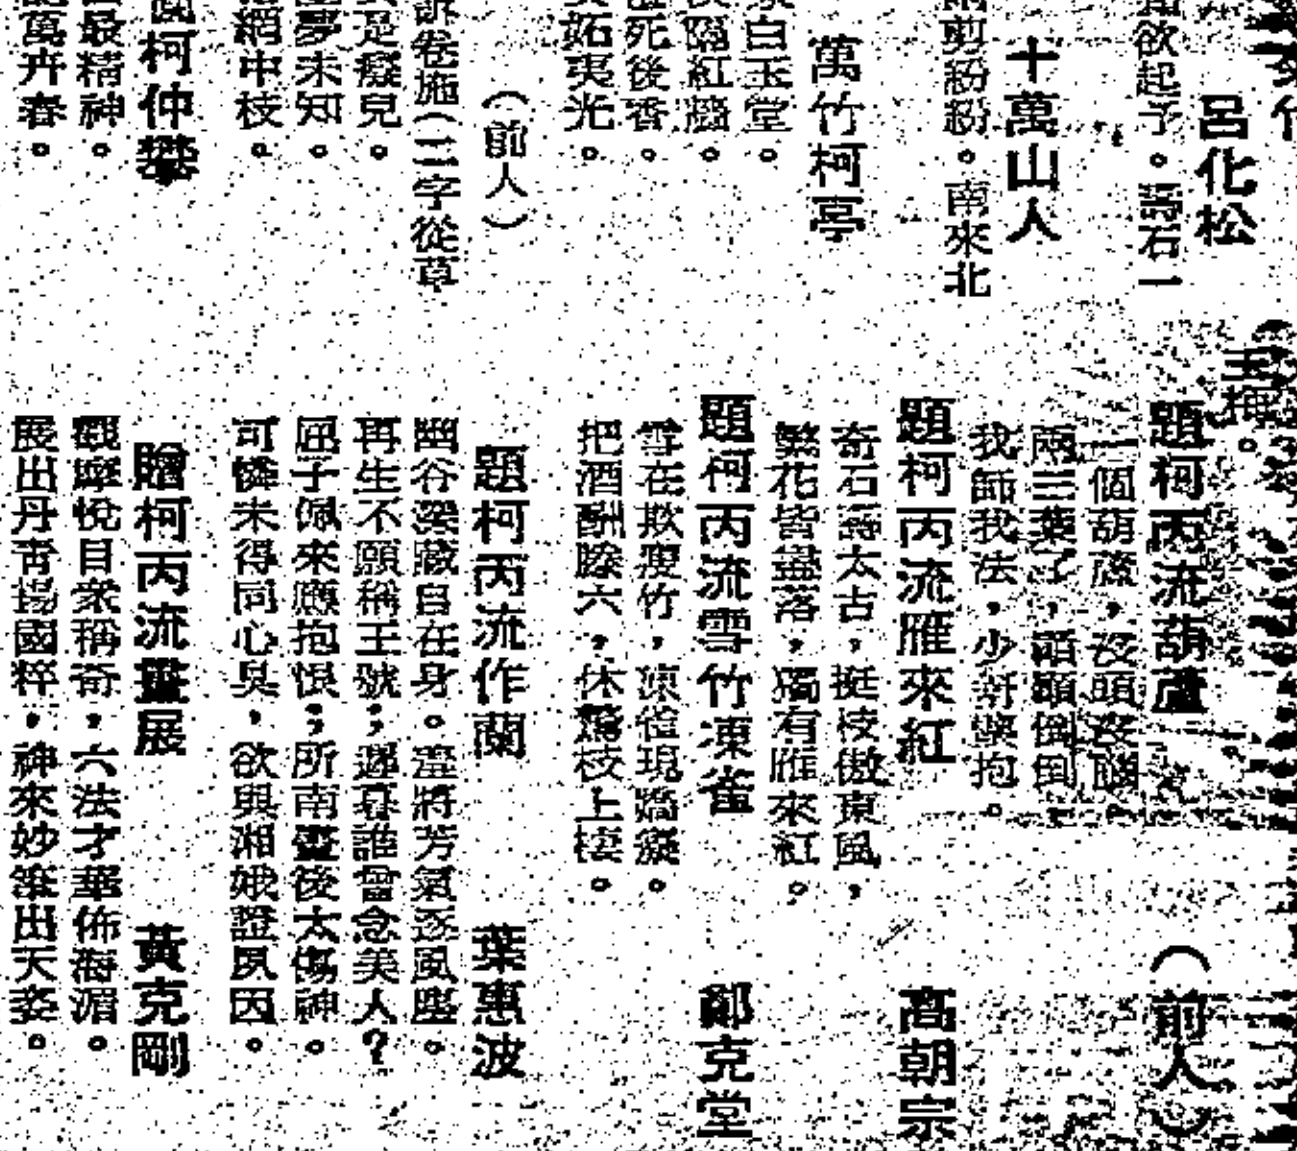 呂化松
欲起予。壽石一
十萬山人
剪紛紛。南來北
萬竹柯亭
白玉堂。
隔紅牆。
死後香。
妬夷光。
(前人)
卷施(二字從草
是癡兒。
夢未知。
網中枝。
柯仲攀
最精神。
萬卉春。
題柯丙流葫蘆 (前人)
一個葫蘆,沒頭沒腦。
兩三葉子,顛顛倒倒
我師我法,少所懷抱。
題柯丙流雁來紅 高朝宗
奇石壽太古,挺枝傲東風,
繁花皆盡落,獨有雁來紅。
題柯丙流雪竹凍雀 鄭克堂
雪在欺瘦竹,凍雀現嬌癡。
把酒酬滕六,休驚枝上棲。
題柯丙流作蘭 葉惠波
幽谷深藏自在身。羞將芳氣逐風塵。
再生不願稱王號;遲暮誰曾念美人?
屈子佩來應抱恨;所南畫後太傷神。
可憐未得同心臭,欲與湘娥證夙因。
贈柯丙流畫展 黃克剛
觀摩悅目衆稱奇,六法才華佈海湄。
展出丹青揚國粹,神來妙筆出天姿。